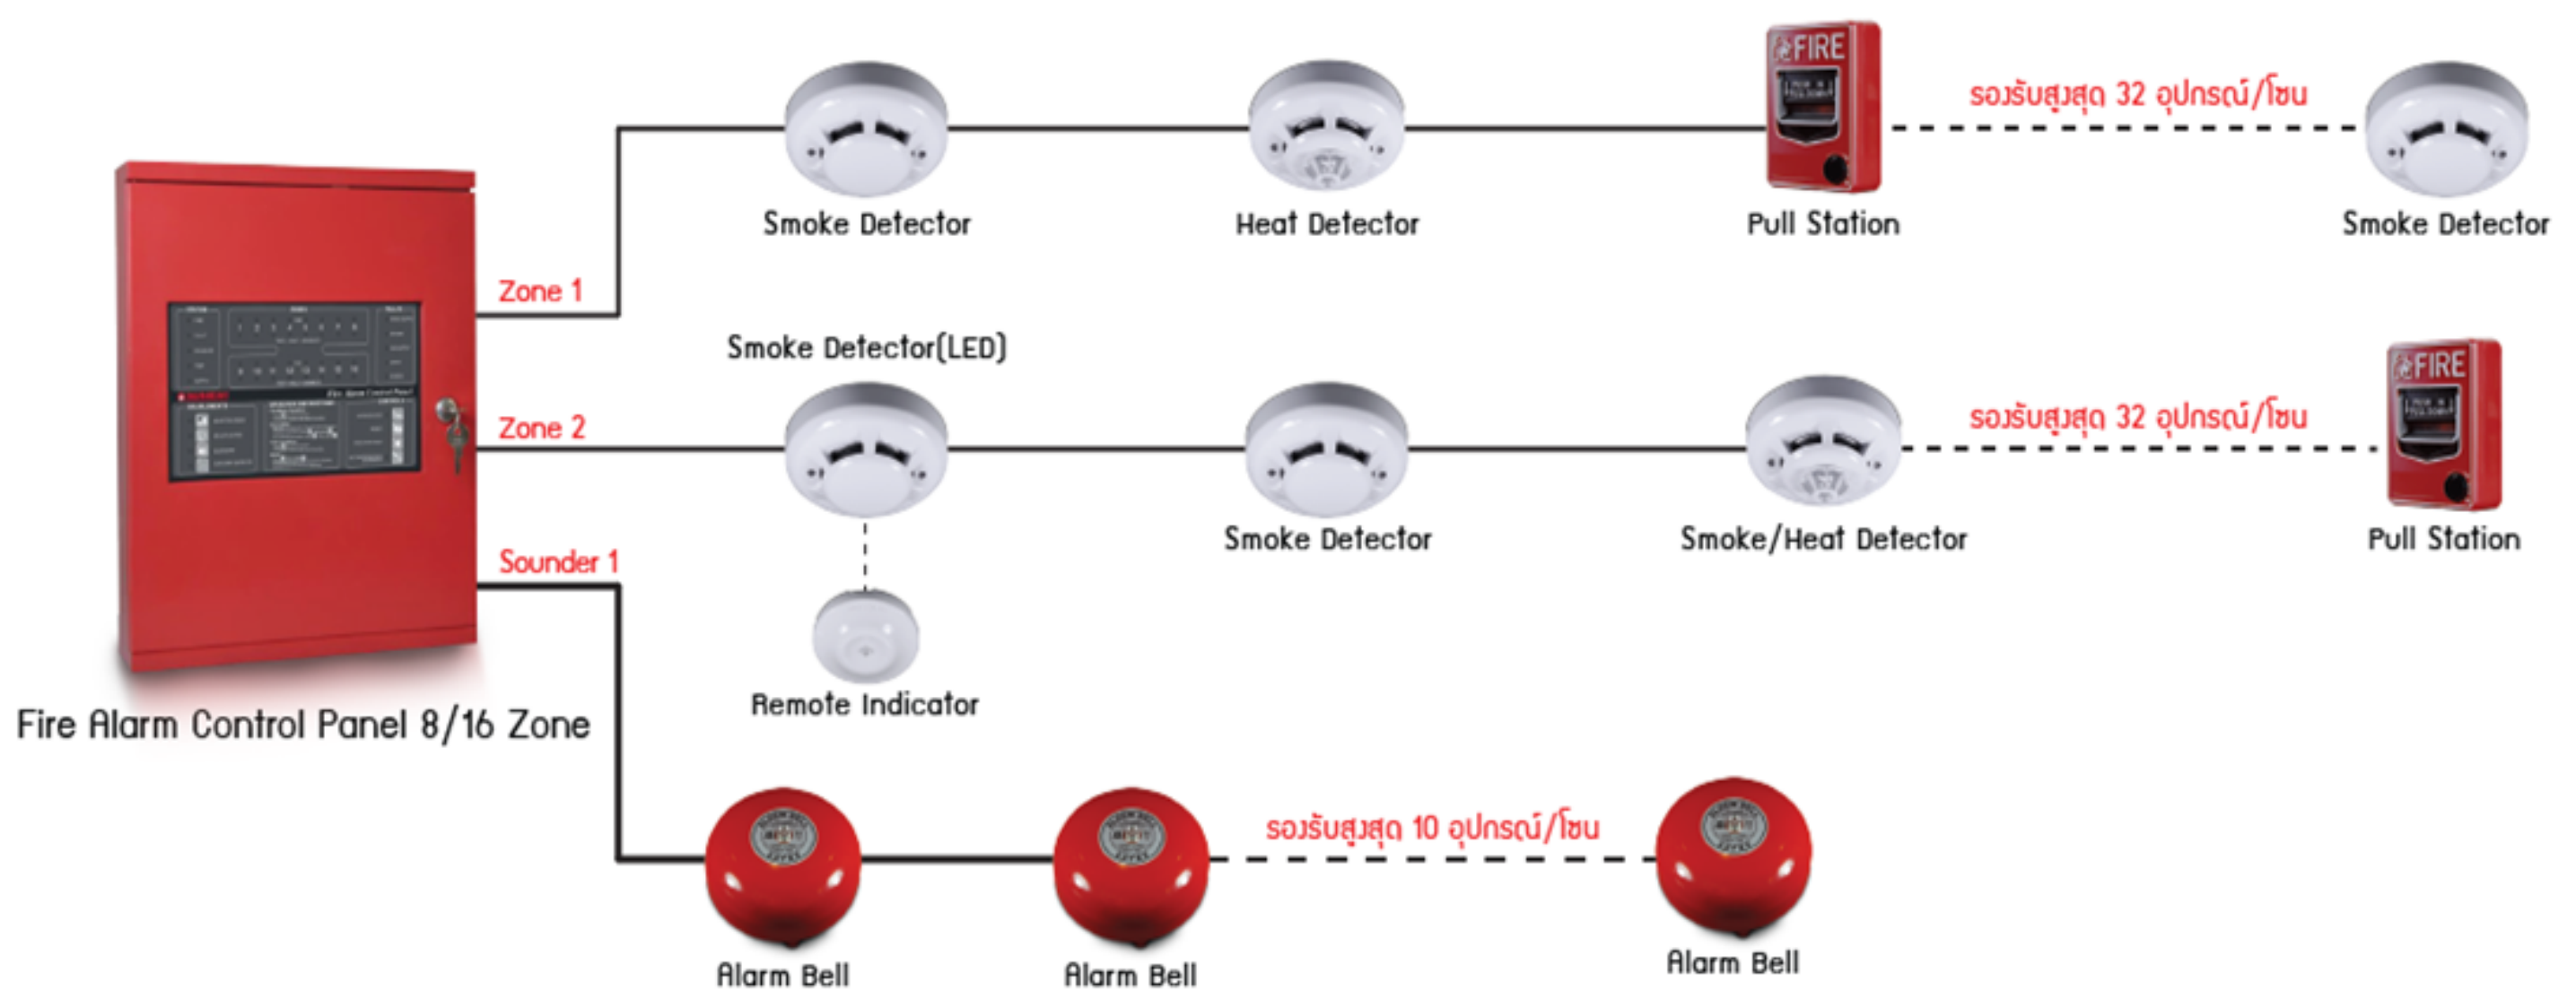 FIRE
รองรับสูงสุด 32 อุปกรณ์/โซน
Smoke Detector
Heat Detector
Pull Station
Smoke Detector
Zone 1
Smoke Detector(LED)
FIRE
Zone 2
รองรับสูงสุด 32 อุปกรณ์/โซน
Smoke Detector
Smoke/Heat Detector
Pull Station
Sounder 1
Remote Indicator
Fire Alarm Control Panel 8/16 Zone
รองรับสูงสุด 10 อุปกรณ์/โซน
Alarm Bell
Alarm Bell
Alarm Bell